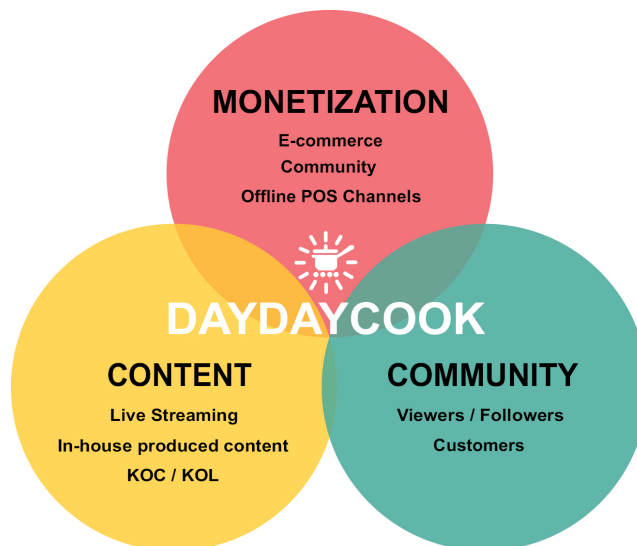 MONETIZATION
E-commerce
Community
Offline POS Channels
DAYDAYCOOK
CONTENT
Live Streaming
In-house produced content
KOC / KOL
COMMUNITY
Viewers / Followers
Customers